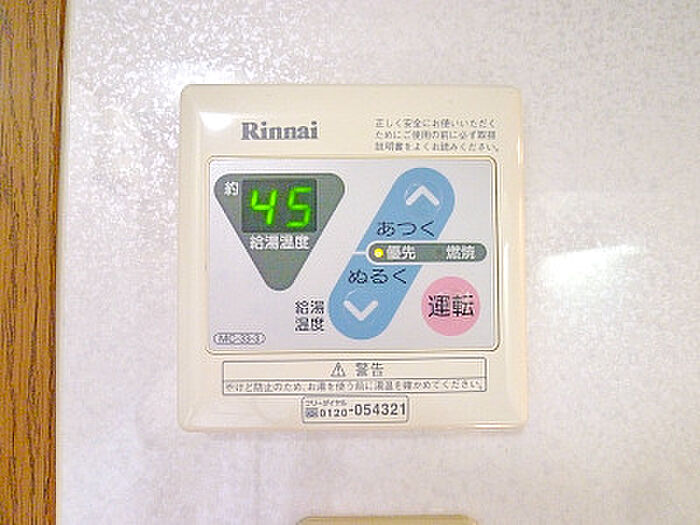 Rinnai
正しく安全にお使いいただく
ためにご使用の前に必ず取扱
説明書をよくお読みください。
約
45
給湯温度
あつく
優先 燃焼
ぬるく
給湯
温度
運転
MC-33-3
⚠ 警告
やけど防止のため、お湯を使う前に湯温を確かめてください。
フリーダイヤル
0120-054321